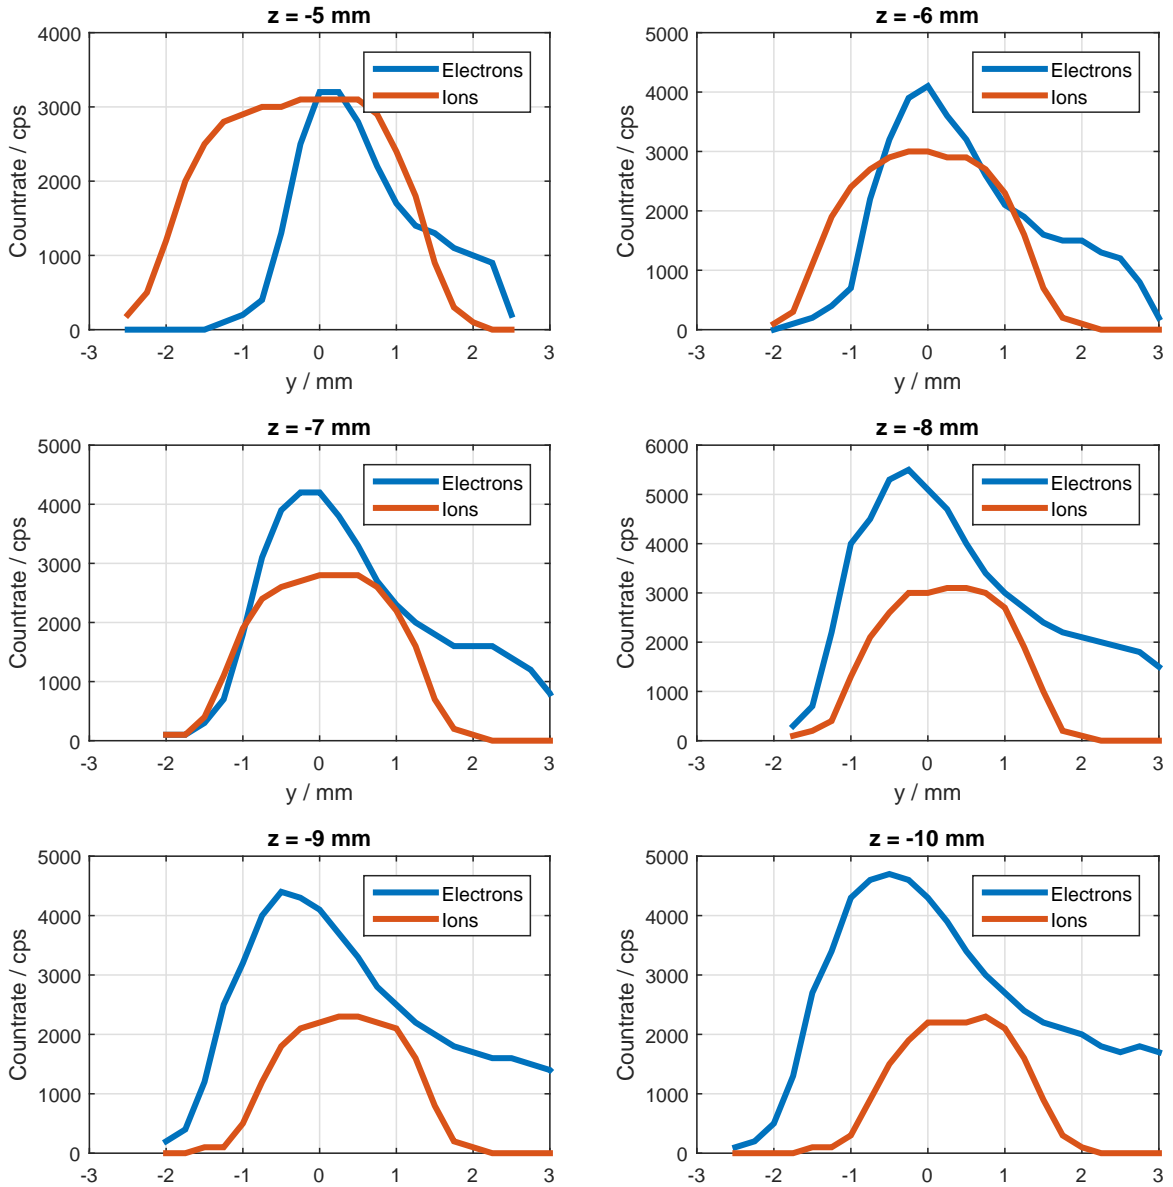 z = -5 mm
4000
3000
2000
1000
0
Countrate / cps
Electrons
Ions
-3 -2 -1 0 1 2 3
y / mm
z = -6 mm
5000
4000
3000
2000
1000
0
Countrate / cps
Electrons
Ions
-3 -2 -1 0 1 2 3
y / mm
z = -7 mm
5000
4000
3000
2000
1000
0
Countrate / cps
Electrons
Ions
-3 -2 -1 0 1 2 3
y / mm
z = -8 mm
6000
5000
4000
3000
2000
1000
0
Countrate / cps
Electrons
Ions
-3 -2 -1 0 1 2 3
y / mm
z = -9 mm
5000
4000
3000
2000
1000
0
Countrate / cps
Electrons
Ions
-3 -2 -1 0 1 2 3
z = -10 mm
5000
4000
3000
2000
1000
0
Countrate / cps
Electrons
Ions
-3 -2 -1 0 1 2 3